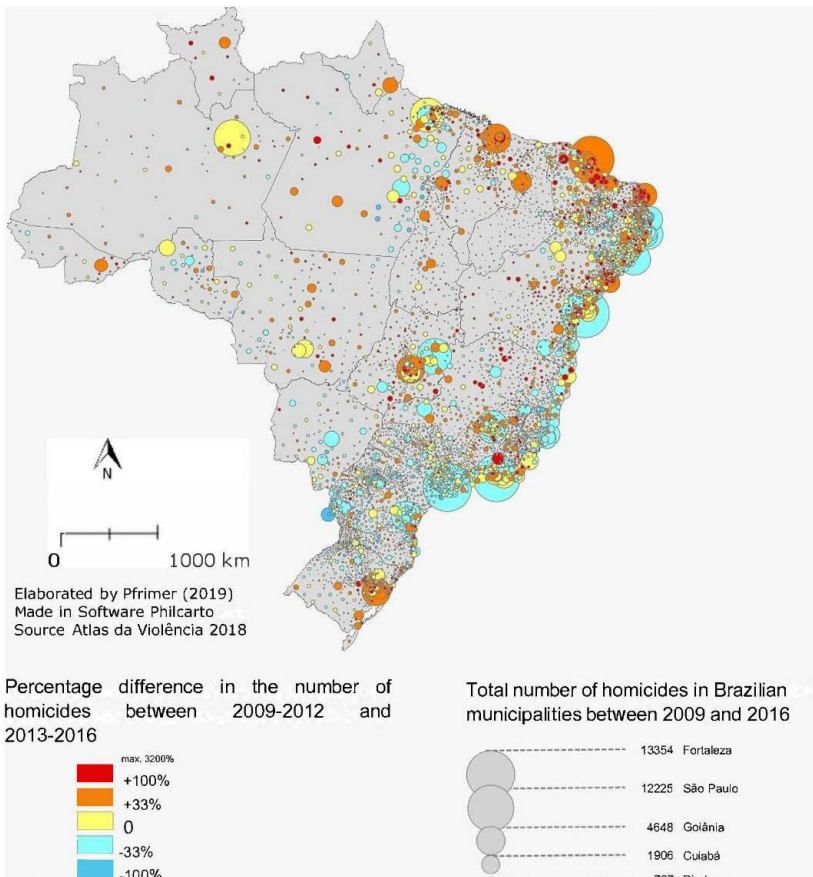 N
0
1000 km
Elaborated by Pfrimer (2019)
Made in Software Philcarto
Source Atlas da Violência 2018
Percentage difference in the number of
homicides between 2009-2012 and
2013-2016
max. 3200%
+100%
+33%
0
-33%
-100%
Total number of homicides in Brazilian
municipalities between 2009 and 2016
13354 Fortaleza
12225 São Paulo
4648 Goiânia
1906 Cuiabá